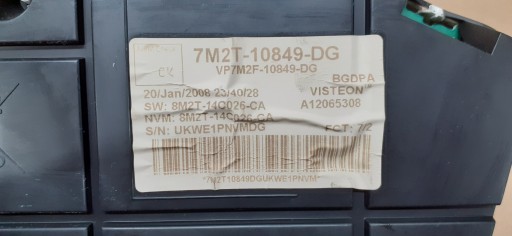 7M2T-10849-DG
VP7M2F-10849-DG
BGDPA
20/Jan/2008 23/40/28
VISTEON
SW: 8M2T-14C026-CA
A12065308
NVM: 8M2T-14C026-CA
S/N: UKWE1PNVMDG
FCT: 7/2
*7M2T10849DGUKWE1PNVM*